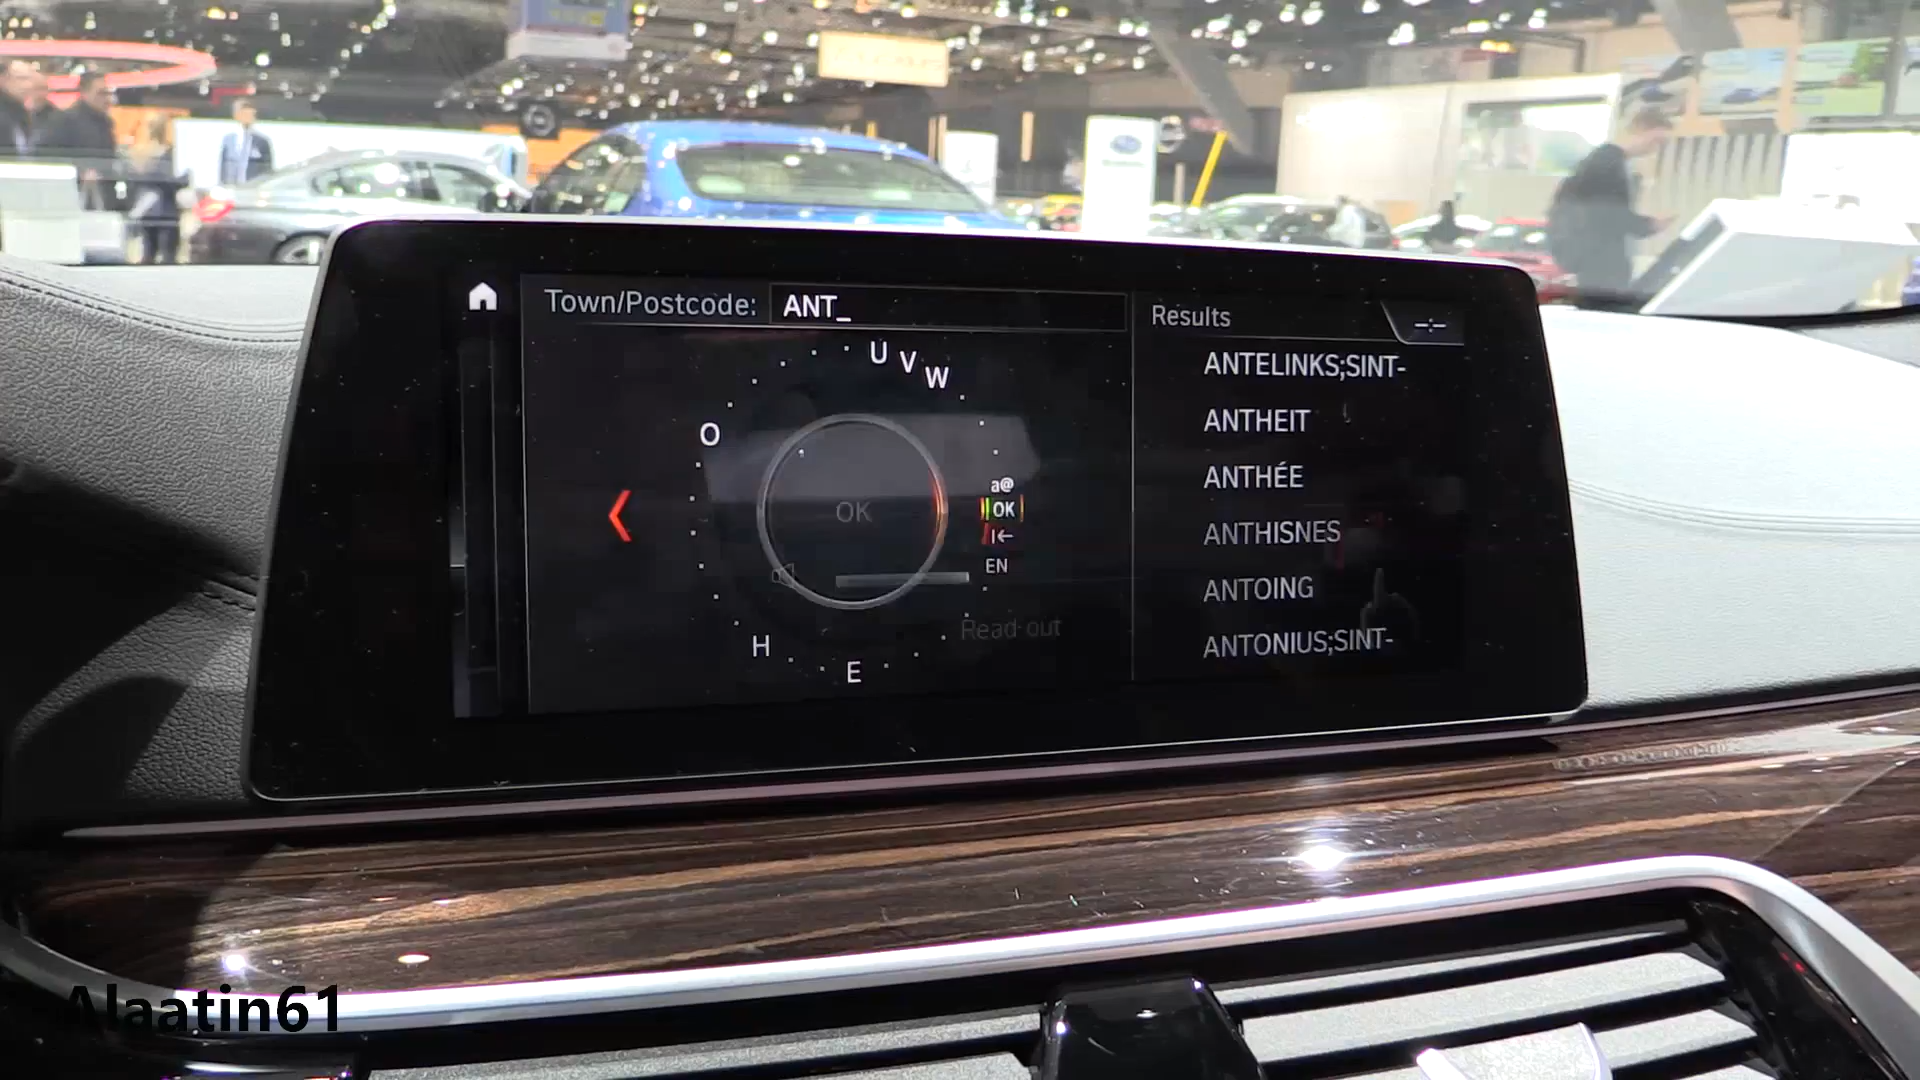 Town/Postcode: ANT_
Results
U V W
O
OK
a@
OK
EN
Read out
H
E
ANTELINKS;SINT-
ANTHEIT
ANTHÉE
ANTHISNES
ANTOING
ANTONIUS;SINT-
Alaatin61